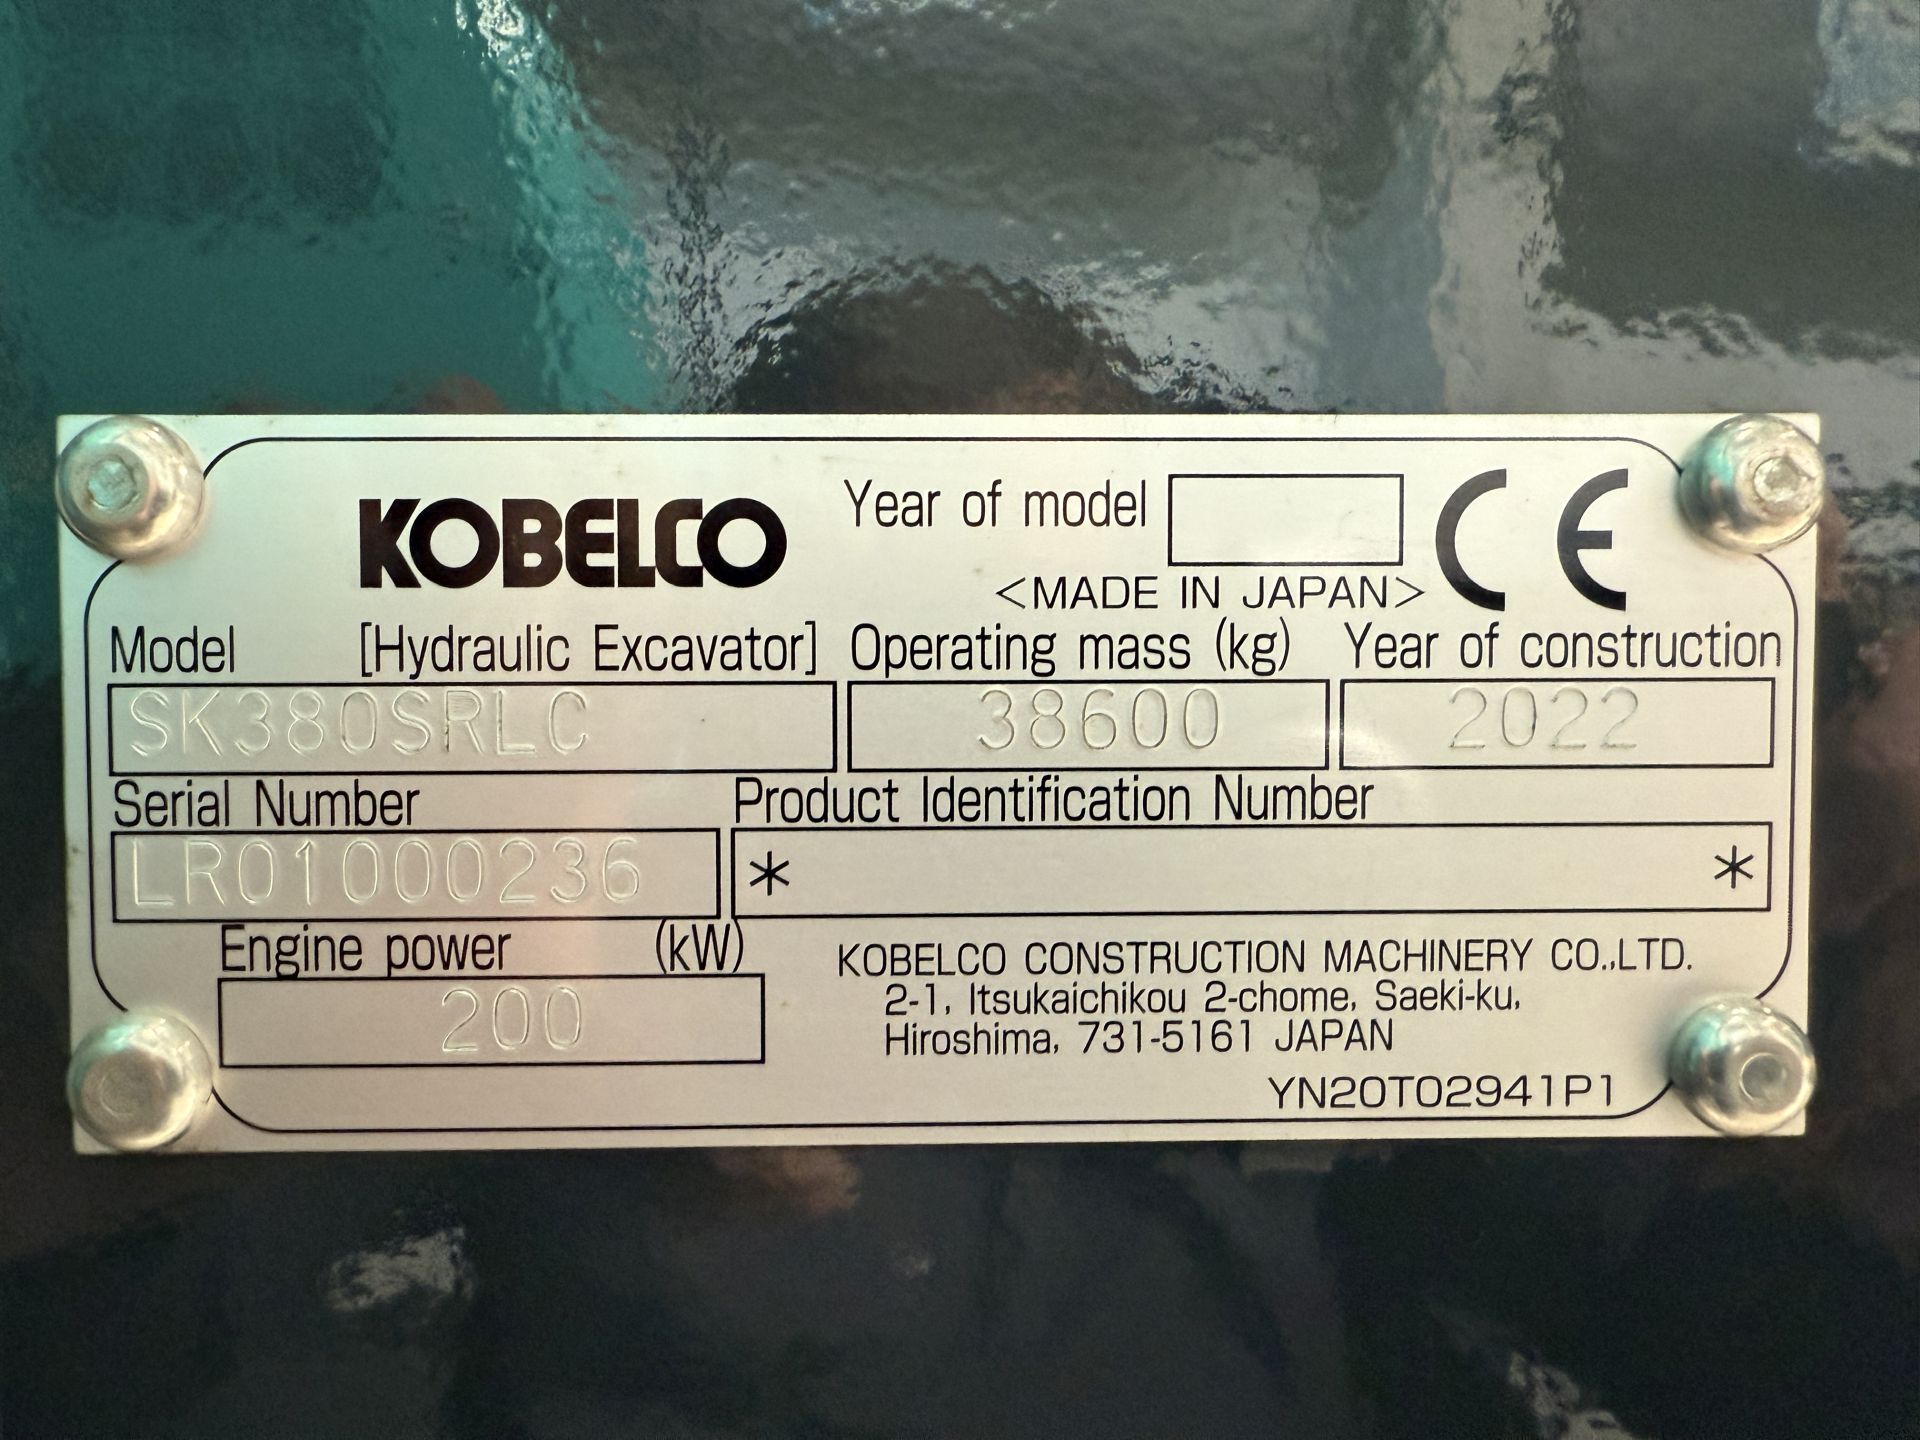 KOBELCO
Year of model
<MADE IN JAPAN>
CE
Model [Hydraulic Excavator] Operating mass (kg) Year of construction
SK380SRLC 38600 2022
Serial Number Product Identification Number
LR01000236 * *
Engine power (kW)
200
KOBELCO CONSTRUCTION MACHINERY CO.,LTD.
2-1, Itsukaichikou 2-chome, Saeki-ku,
Hiroshima, 731-5161 JAPAN
YN20T02941P1